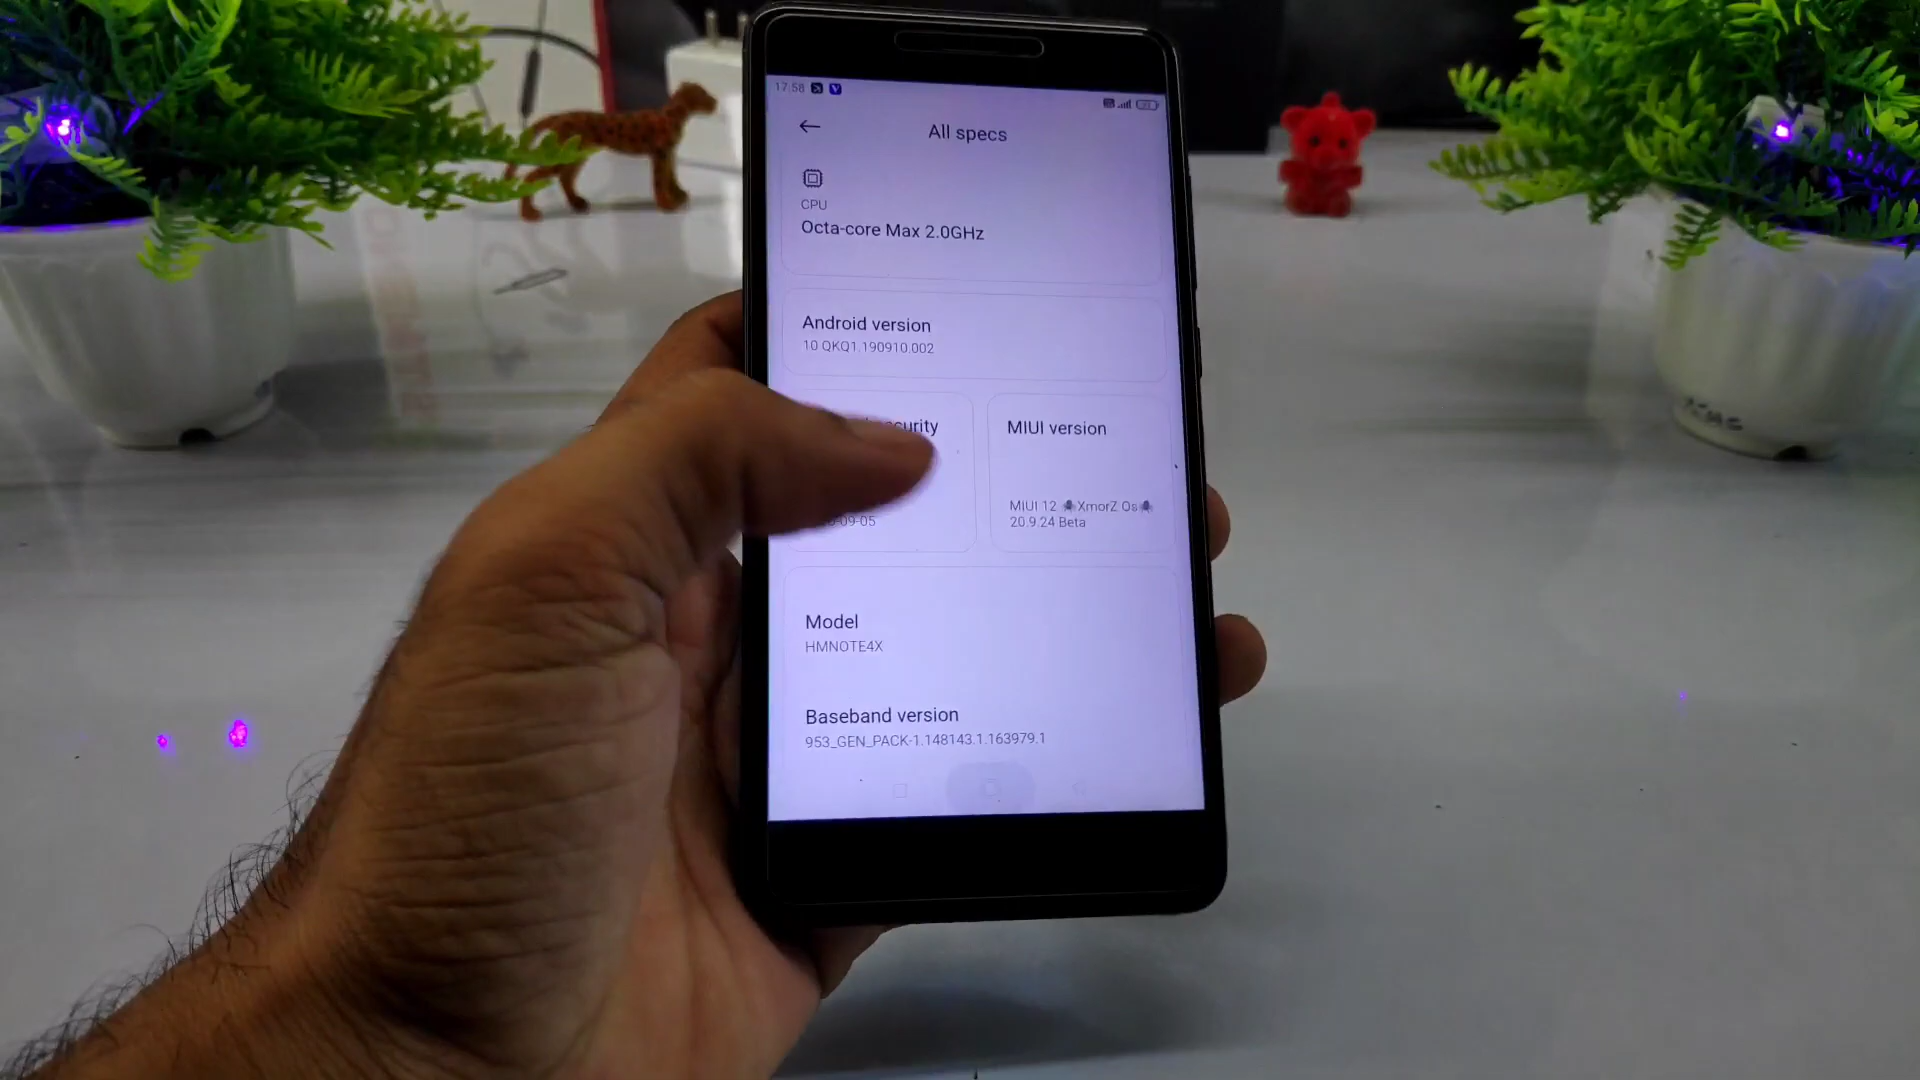 17:58
All specs
CPU
Octa-core Max 2.0GHz
Android version
10 QKQ1.190910.002
MIUI version
-09-05
MIUI 12 XmorZ Os
20.9.24 Beta
Model
HMNOTE4X
Baseband version
953_GEN_PACK-1.148143.1.163979.1